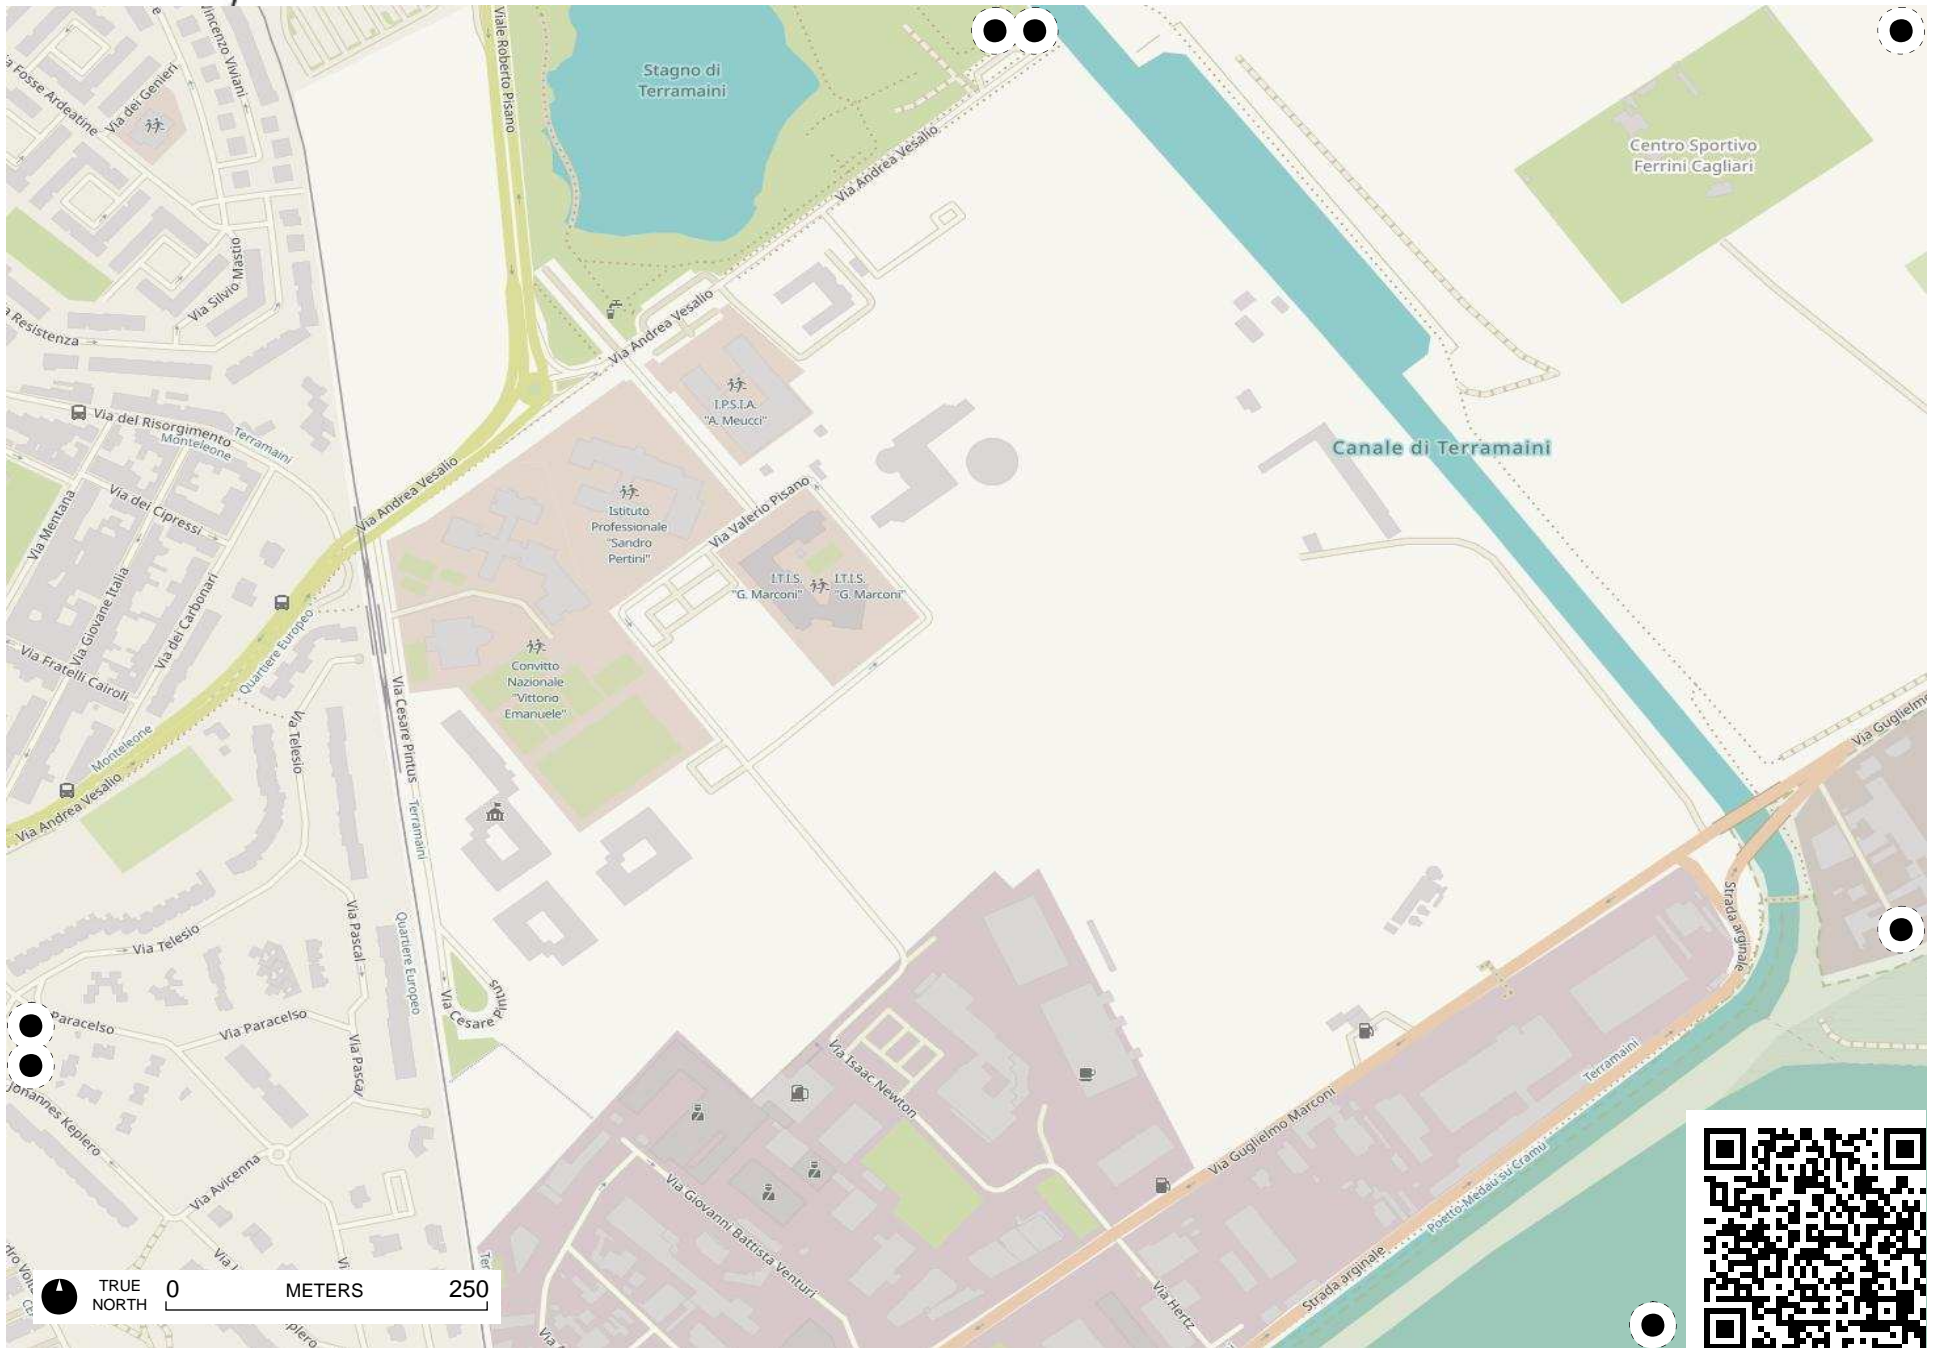 Vincenzo Viviani
Viale Roberto Pisano
Stagno di
Terramaini
Via dei Genieri
Fosse Ardeatine
Centro Sportivo
Ferrini Cagliari
Via Andrea Vesalio
Via Silvio
Mastio
Resistenza
Via Andrea Vesalio
I.P.S.I.A.
"A. Meucci"
Via del Risorgimento
Monteleone
Terramaini
Canale di Terramaini
Via Andrea Vesalio
Via Mentana
Via dei Cipressi
Istituto
Professionale
"Sandro
Pertini"
Via Valerio Pisano
I.T.I.S.
"G. Marconi"
I.T.I.S.
"G. Marconi"
Via Giovane Italia
Via dei Carbonari
Quartiere Europeo
Via Fratelli Cairoli
Convitto
Nazionale
"Vittorio
Emanuele"
Via Cesare Pintus
Via Telesio
Monteleone
Via Andrea Vesalio
Terramaini
Via Guglielmo
Strada arginale
Via Telesio
Via Pascal
Quartiere Europeo
Via Cesare Pintus
Paracelso
Via Paracelso
Via Pascal
Via Isaac Newton
Terramaini
Johannes Keplero
Via Guglielmo Marconi
Poetto-Medau su Cramu
Via Avicenna
Via Giovanni Battista Venturi
Strada arginale
Via Hertz
TRUE
NORTH
0 METERS 250